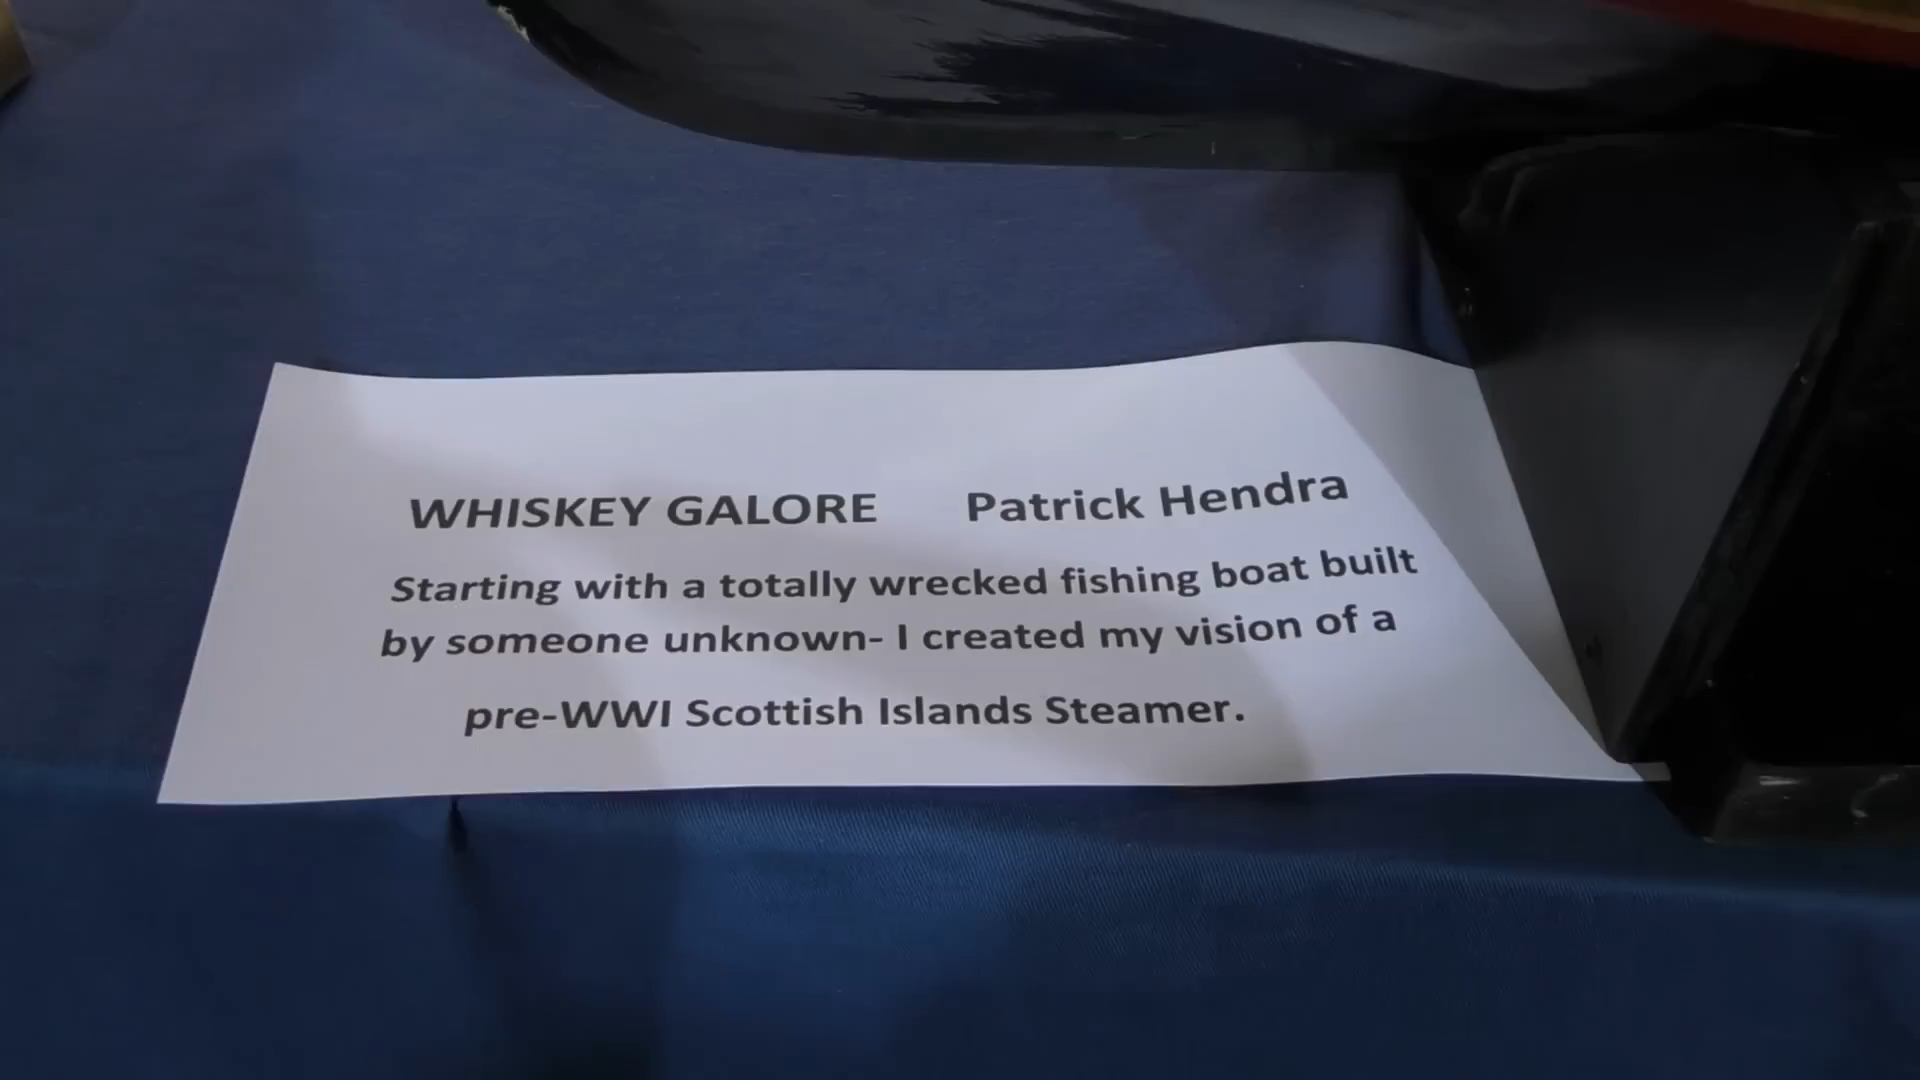 WHISKEY GALORE Patrick Hendra
Starting with a totally wrecked fishing boat built
by someone unknown- I created my vision of a
pre-WWI Scottish Islands Steamer.